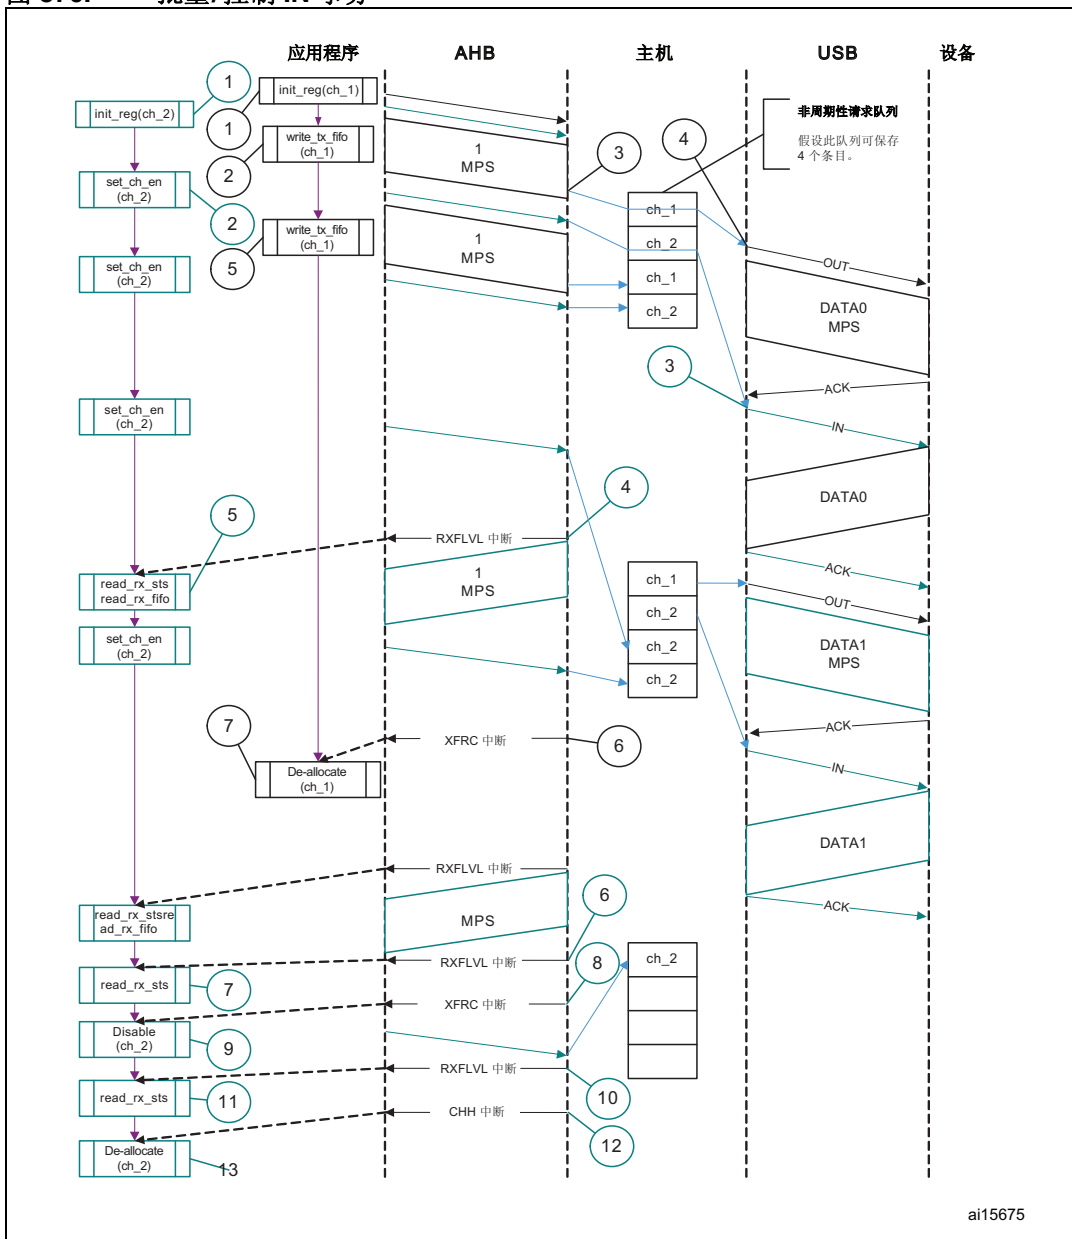 应用程序
AHB
主机
USB
设备
init_reg(ch_2)
1
init_reg(ch_1)
1
write_tx_fifo
(ch_1)
2
set_ch_en
(ch_2)
2
1
MPS
3
4
非周期性请求队列
假设此队列可保存
4 个条目。
ch_1
ch_2
ch_1
ch_2
write_tx_fifo
(ch_1)
5
set_ch_en
(ch_2)
1
MPS
OUT
DATA0
MPS
3
ACK
set_ch_en
(ch_2)
IN
4
DATA0
5
RXFLVL 中断
read_rx_sts
read_rx_fifo
1
MPS
ch_1
ch_2
ch_2
ch_2
ACK
OUT
set_ch_en
(ch_2)
DATA1
MPS
7
XFRC 中断
6
ACK
De-allocate
(ch_1)
IN
DATA1
RXFLVL 中断
read_rx_stsre
ad_rx_fifo
MPS
6
ACK
RXFLVL 中断
8
ch_2
read_rx_sts
7
XFRC 中断
Disable
(ch_2)
9
RXFLVL 中断
10
read_rx_sts
11
CHH 中断
12
De-allocate
(ch_2)
13
ai15675